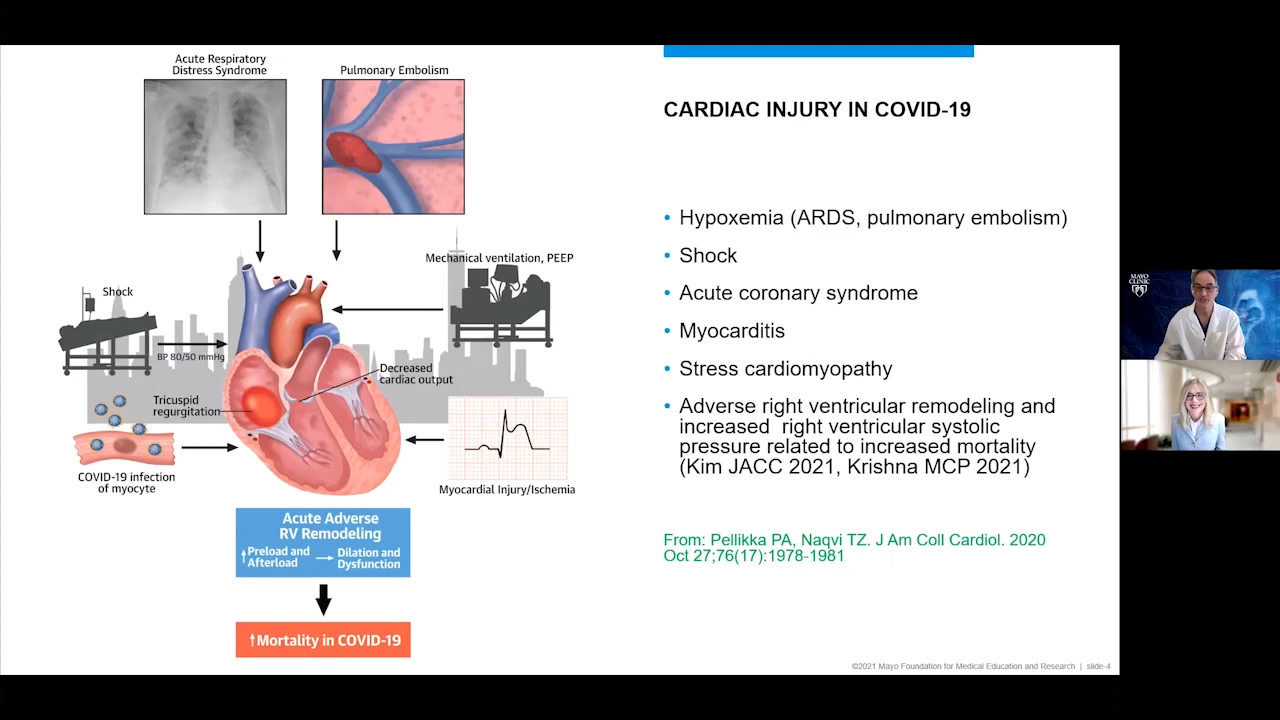 Acute Respiratory
Distress Syndrome
Pulmonary Embolism
Mechanical ventilation, PEEP
Shock
BP 80/50 mmHg
Decreased
cardiac output
Tricuspid
regurgitation
COVID-19 infection
of myocyte
Myocardial Injury/Ischemia
Acute Adverse
RV Remodeling
↑Preload and
Afterload
→ Dilation and
Dysfunction
↑Mortality in COVID-19
CARDIAC INJURY IN COVID-19
• Hypoxemia (ARDS, pulmonary embolism)
• Shock
• Acute coronary syndrome
• Myocarditis
• Stress cardiomyopathy
• Adverse right ventricular remodeling and
increased  right ventricular systolic
pressure related to increased mortality
(Kim JACC 2021, Krishna MCP 2021)
From: Pellikka PA, Naqvi TZ. J Am Coll Cardiol. 2020
Oct 27;76(17):1978-1981
©2021 Mayo Foundation for Medical Education and Research | slide-4
MAYO
CLINIC